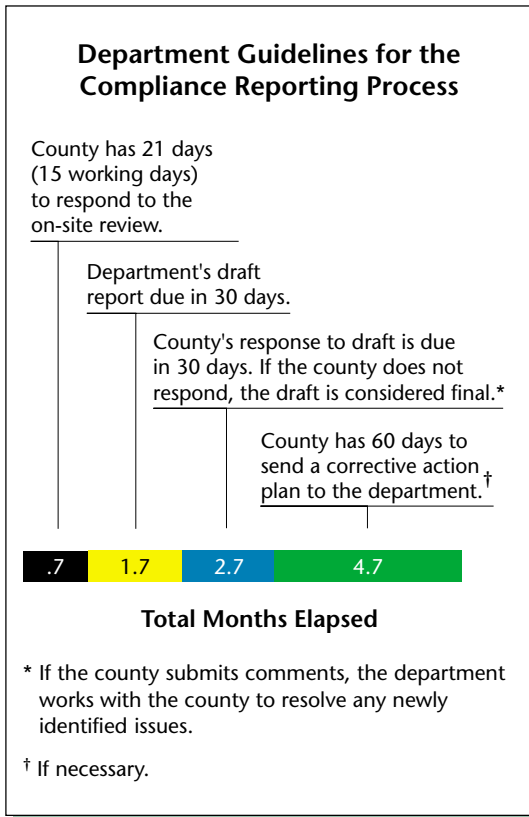 Department Guidelines for the
Compliance Reporting Process
County has 21 days
(15 working days)
to respond to the
on-site review.
Department's draft
report due in 30 days.
County's response to draft is due
in 30 days. If the county does not
respond, the draft is considered final.*
County has 60 days to
send a corrective action
plan to the department.†
.7 1.7 2.7 4.7
Total Months Elapsed
* If the county submits comments, the department
works with the county to resolve any newly
identified issues.
† If necessary.